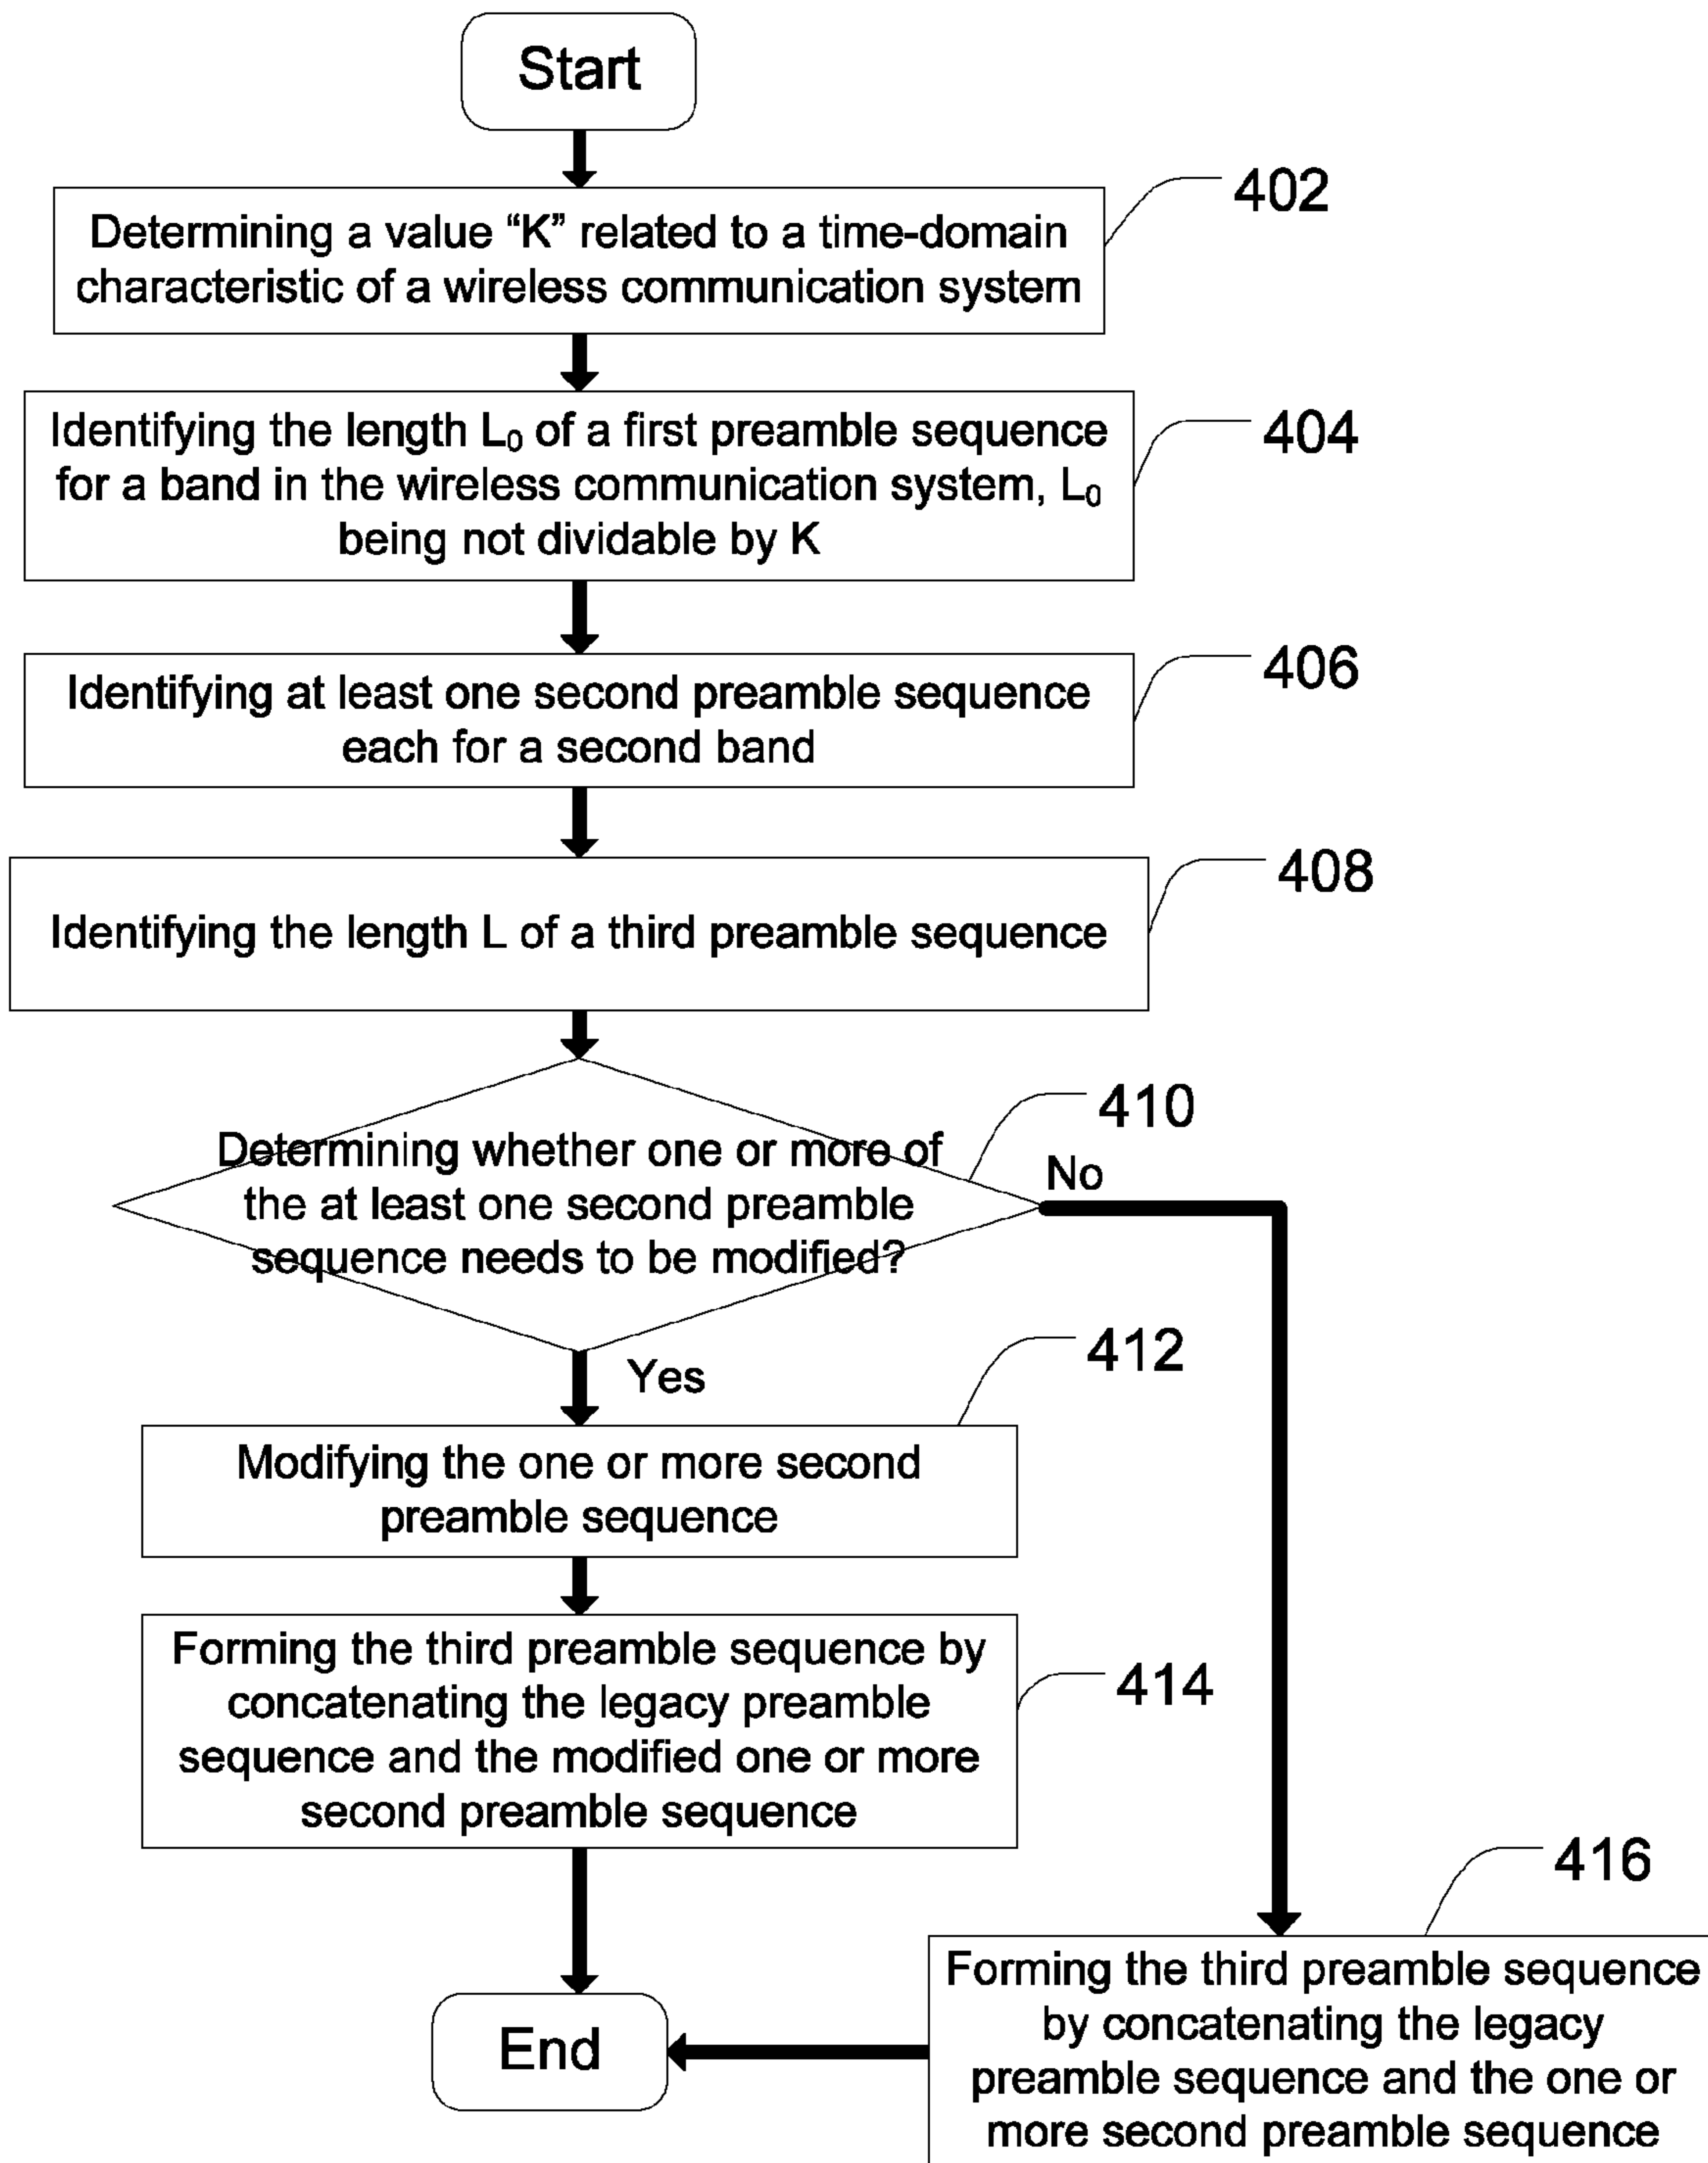 Start
402
Determining a value “K” related to a time-domain
characteristic of a wireless communication system
404
Identifying the length L₀ of a first preamble sequence
for a band in the wireless communication system, L₀
being not dividable by K
406
Identifying at least one second preamble sequence
each for a second band
408
Identifying the length L of a third preamble sequence
410
Determining whether one or more of
the at least one second preamble
sequence needs to be modified?
No
Yes
412
Modifying the one or more second
preamble sequence
414
Forming the third preamble sequence by
concatenating the legacy preamble
sequence and the modified one or more
second preamble sequence
416
Forming the third preamble sequence
by concatenating the legacy
preamble sequence and the one or
more second preamble sequence
End